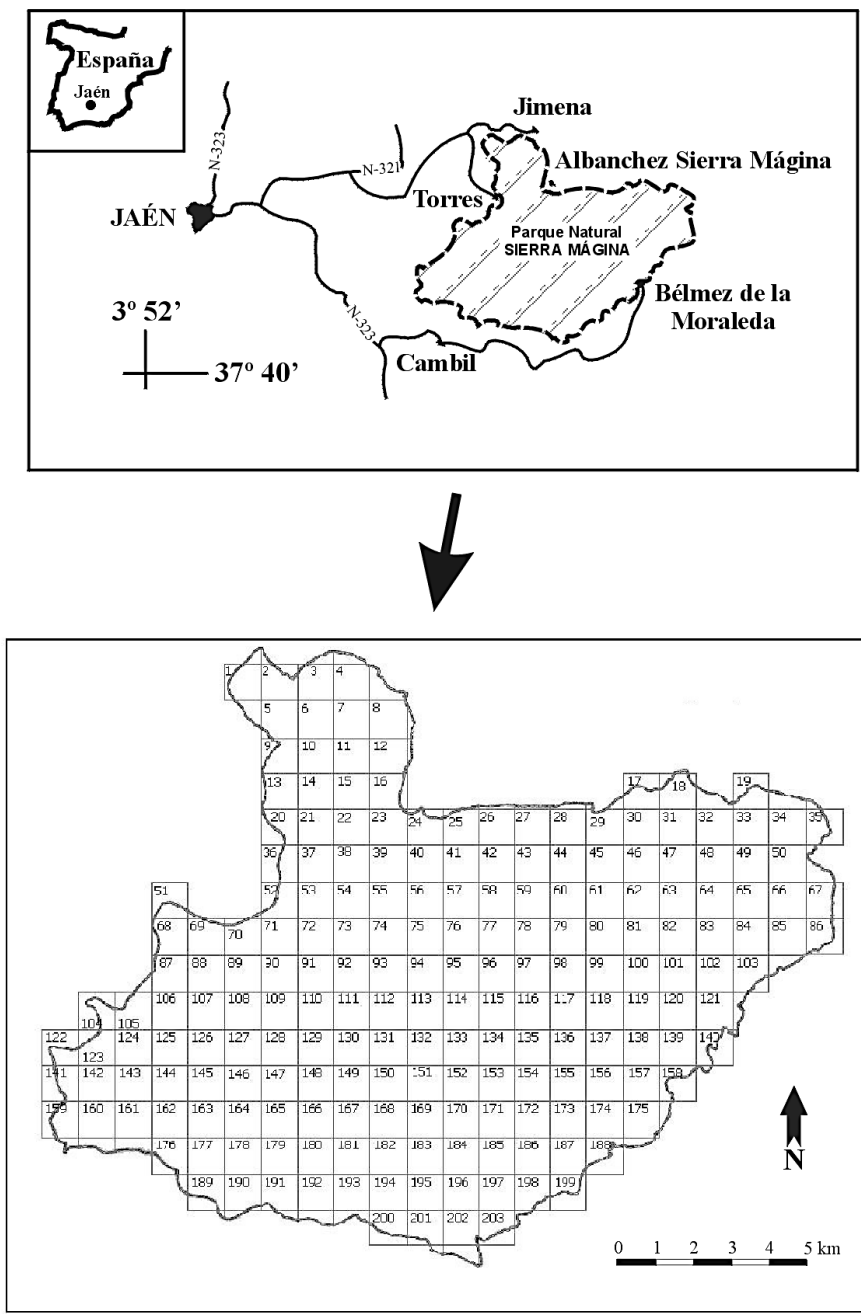 España
Jaén
N-323
N-321
Jimena
Albanchez Sierra Mágina
Torres
JAÉN
Parque Natural
SIERRA MÁGINA
Bélmez de la
Moraleda
3º 52’
37º 40’
N-323
Cambil
1 2 3 4
5 6 7 8
9 10 11 12
13 14 15 16 17 18 19
20 21 22 23 24 25 26 27 28 29 30 31 32 33 34 35
36 37 38 39 40 41 42 43 44 45 46 47 48 49 50
51 52 53 54 55 56 57 58 59 60 61 62 63 64 65 66 67
68 69 70 71 72 73 74 75 76 77 78 79 80 81 82 83 84 85 86
87 88 89 90 91 92 93 94 95 96 97 98 99 100 101 102 103
104 105 106 107 108 109 110 111 112 113 114 115 116 117 118 119 120 121
122 123 124 125 126 127 128 129 130 131 132 133 134 135 136 137 138 139 140
141 142 143 144 145 146 147 148 149 150 151 152 153 154 155 156 157 158
159 160 161 162 163 164 165 166 167 168 169 170 171 172 173 174 175
176 177 178 179 180 181 182 183 184 185 186 187 188
189 190 191 192 193 194 195 196 197 198 199
200 201 202 203
N
0 1 2 3 4 5 km